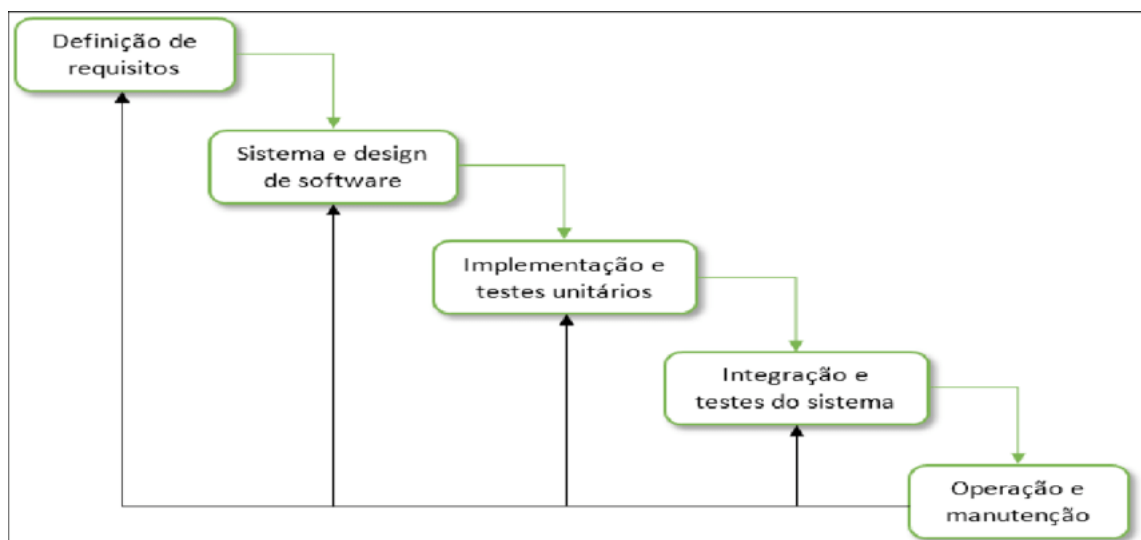 Definição de
requisitos
Sistema e design
de software
Implementação e
testes unitários
Integração e
testes do sistema
Operação e
manutenção